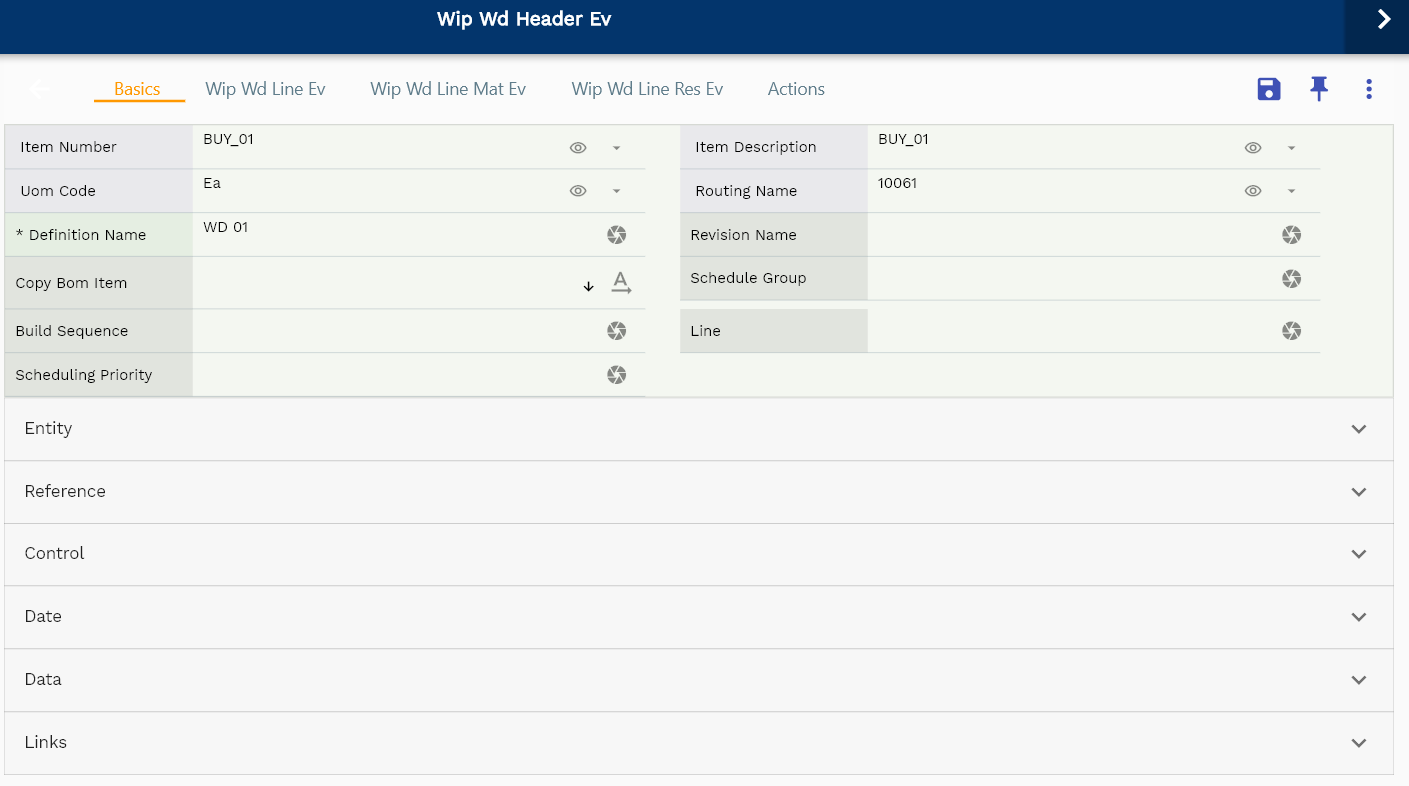 Wip Wd Header Ev
Basics Wip Wd Line Ev Wip Wd Line Mat Ev Wip Wd Line Res Ev Actions
Item Number BUY_01 Item Description BUY_01
Uom Code Ea Routing Name 10061
* Definition Name WD 01 Revision Name
Copy Bom Item Schedule Group
Build Sequence Line
Scheduling Priority
Entity
Reference
Control
Date
Data
Links